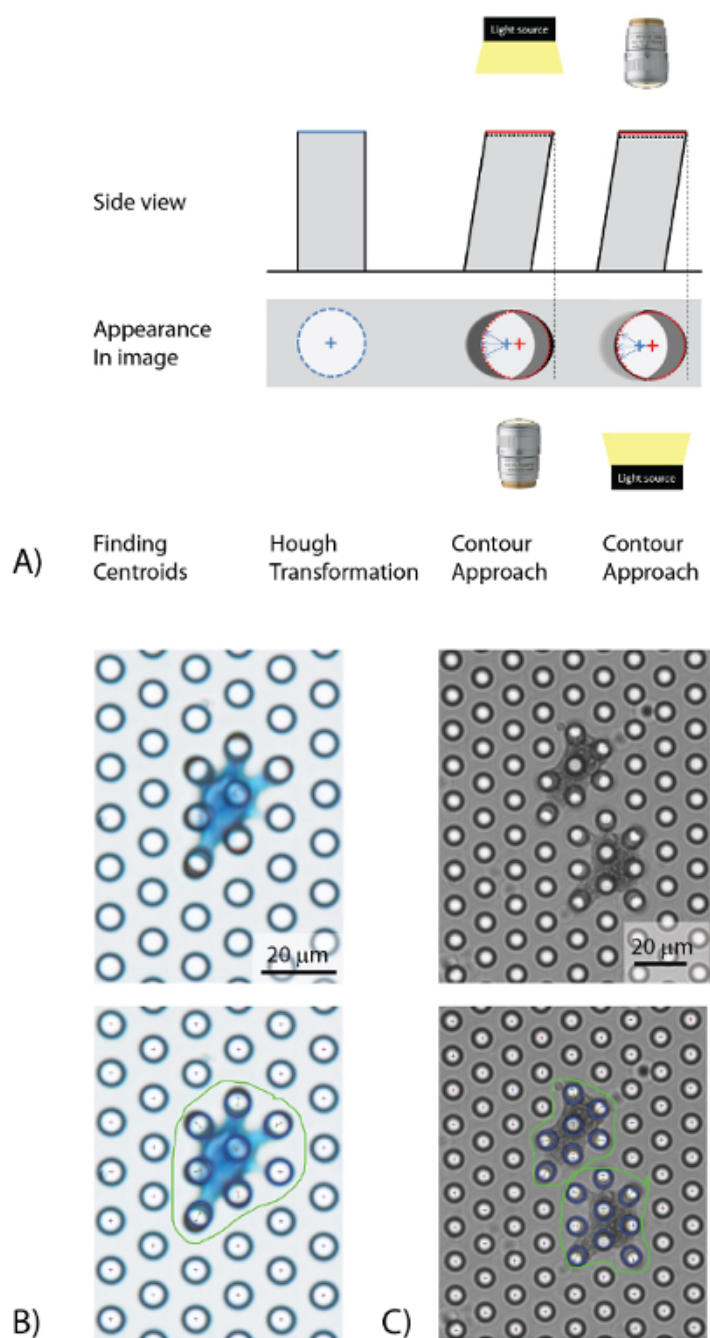 Light source
Side view
Appearance
In image
Light source
A)
Finding
Centroids
Hough
Transformation
Contour
Approach
Contour
Approach
20 μm
20 μm
B)
C)